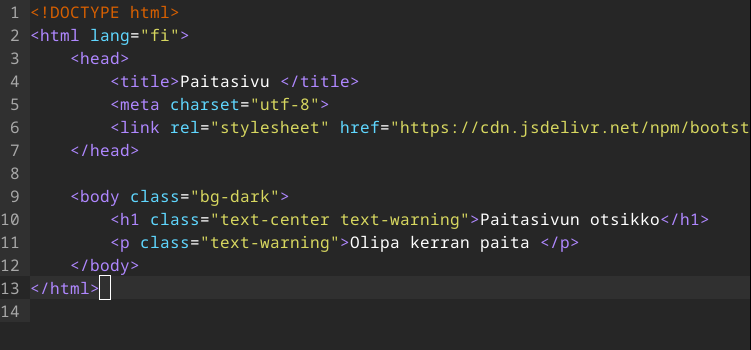 1 <!DOCTYPE html>
2 <html lang="fi">
3     <head>
4         <title>Paitasivu </title>
5         <meta charset="utf-8">
6         <link rel="stylesheet" href="https://cdn.jsdelivr.net/npm/bootst
7     </head>
8
9     <body class="bg-dark">
10         <h1 class="text-center text-warning">Paitasivun otsikko</h1>
11         <p class="text-warning">Olipa kerran paita </p>
12     </body>
13 </html>
14